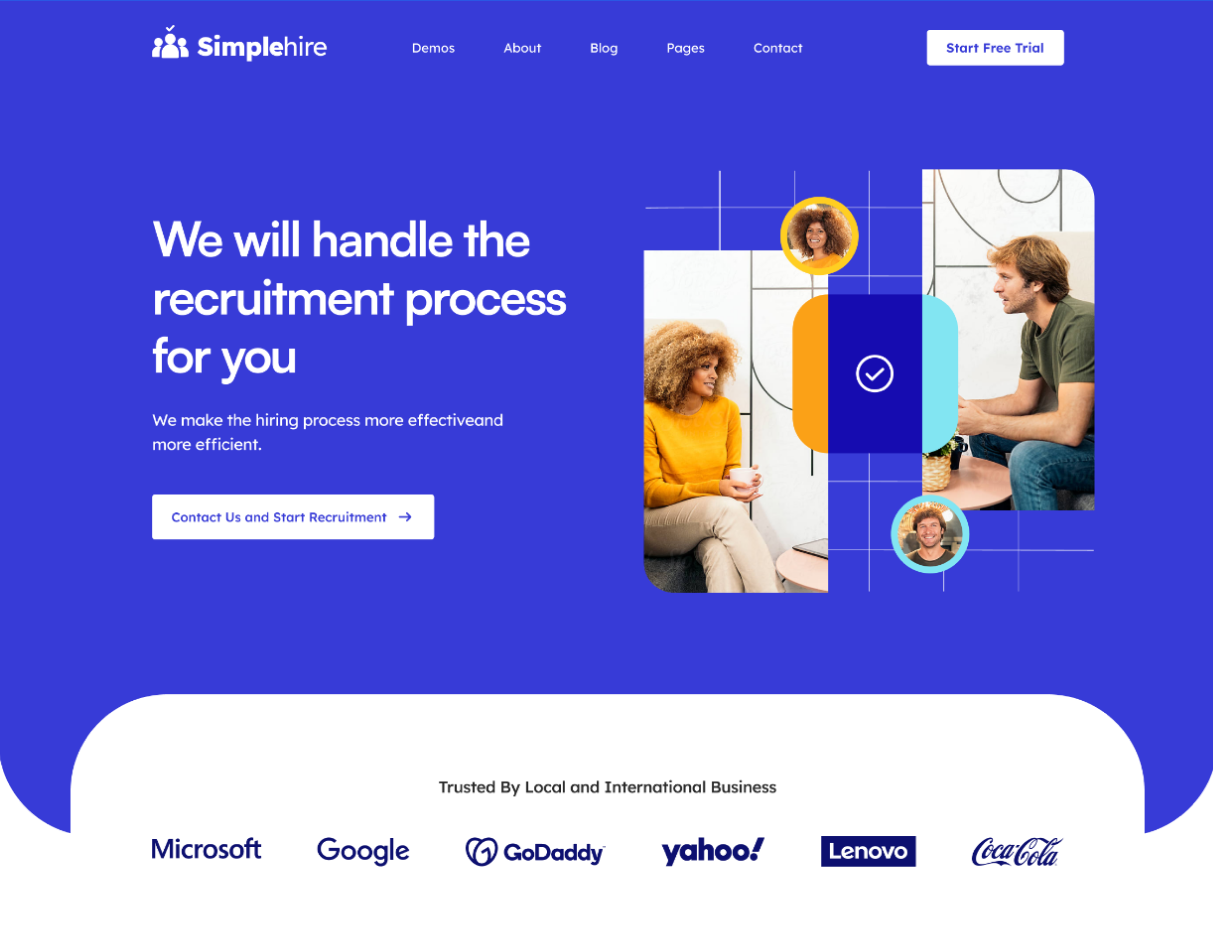 Simplehire
Demos
About
Blog
Pages
Contact
Start Free Trial
We will handle the
recruitment process
for you
We make the hiring process more effectiveand
more efficient.
Contact Us and Start Recruitment
Trusted By Local and International Business
Microsoft
Google
GoDaddy
yahoo!
Lenovo
Coca-Cola